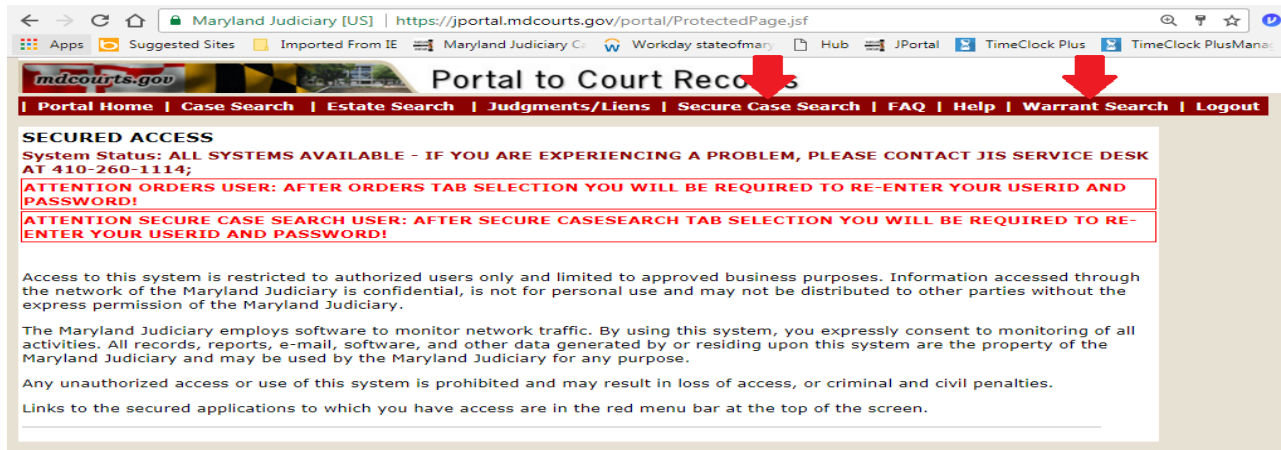 Maryland Judiciary [US] | https://jportal.mdcourts.gov/portal/ProtectedPage.jsf
Apps Suggested Sites Imported From IE Maryland Judiciary Ca Workday stateofmary Hub JPortal TimeClock Plus TimeClock PlusManag
mdcourts.gov Portal to Court Records
| Portal Home | Case Search | Estate Search | Judgments/Liens | Secure Case Search | FAQ | Help | Warrant Search | Logout
SECURED ACCESS
System Status: ALL SYSTEMS AVAILABLE - IF YOU ARE EXPERIENCING A PROBLEM, PLEASE CONTACT JIS SERVICE DESK
AT 410-260-1114;
ATTENTION ORDERS USER: AFTER ORDERS TAB SELECTION YOU WILL BE REQUIRED TO RE-ENTER YOUR USERID AND
PASSWORD!
ATTENTION SECURE CASE SEARCH USER: AFTER SECURE CASESEARCH TAB SELECTION YOU WILL BE REQUIRED TO RE-
ENTER YOUR USERID AND PASSWORD!
Access to this system is restricted to authorized users only and limited to approved business purposes. Information accessed through
the network of the Maryland Judiciary is confidential, is not for personal use and may not be distributed to other parties without the
express permission of the Maryland Judiciary.
The Maryland Judiciary employs software to monitor network traffic. By using this system, you expressly consent to monitoring of all
activities. All records, reports, e-mail, software, and other data generated by or residing upon this system are the property of the
Maryland Judiciary and may be used by the Maryland Judiciary for any purpose.
Any unauthorized access or use of this system is prohibited and may result in loss of access, or criminal and civil penalties.
Links to the secured applications to which you have access are in the red menu bar at the top of the screen.